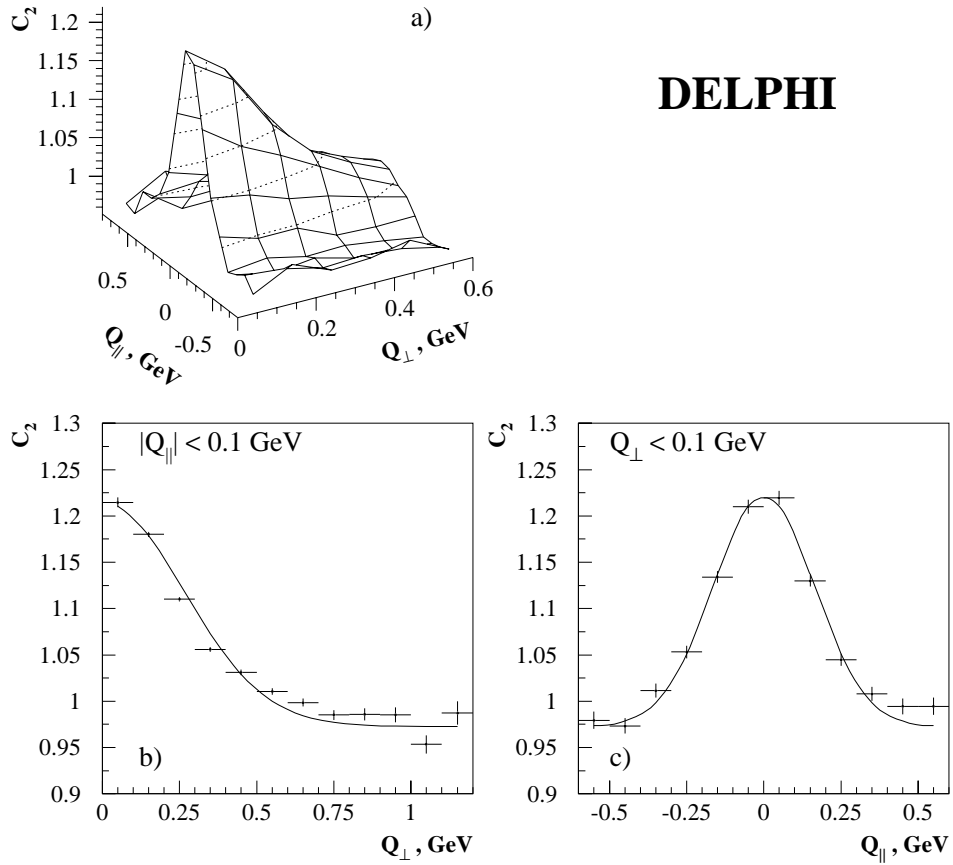 C₂
a)
DELPHI
1.2
1.15
1.1
1.05
1
0.5
0
-0.5
Q∥, GeV
0
0.2
0.4
0.6
Q⊥, GeV
C₂
|Q∥| < 0.1 GeV
1.3
1.25
1.2
1.15
1.1
1.05
1
0.95
0.9
b)
0 0.25 0.5 0.75 1
Q⊥, GeV
C₂
Q⊥ < 0.1 GeV
1.3
1.25
1.2
1.15
1.1
1.05
1
0.95
0.9
c)
-0.5 -0.25 0 0.25 0.5
Q∥, GeV